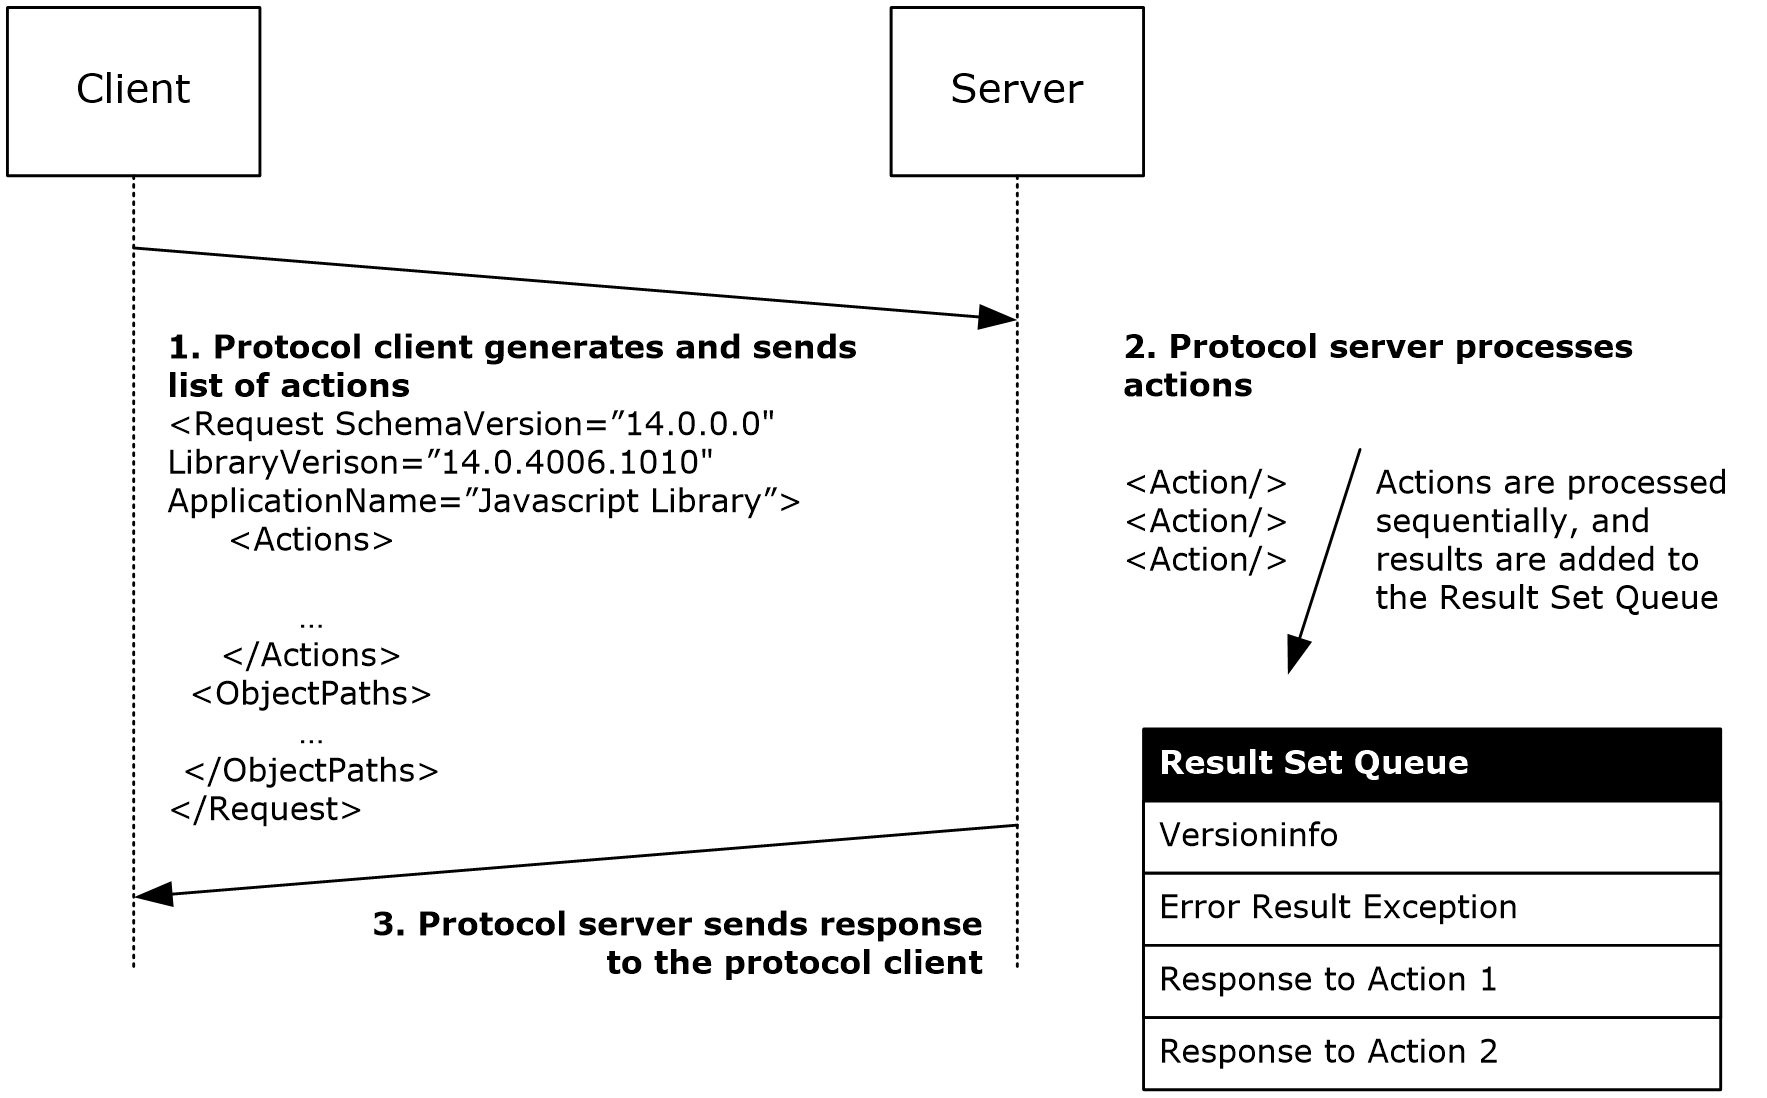 Client
Server
1. Protocol client generates and sends
list of actions
<Request SchemaVersion=”14.0.0.0"
LibraryVerison=”14.0.4006.1010"
ApplicationName=”Javascript Library”>
<Actions>
…
</Actions>
<ObjectPaths>
…
</ObjectPaths>
</Request>
2. Protocol server processes
actions
<Action/>
<Action/>
<Action/>
Actions are processed
sequentially, and
results are added to
the Result Set Queue
Result Set Queue
Versioninfo
Error Result Exception
Response to Action 1
Response to Action 2
3. Protocol server sends response
to the protocol client